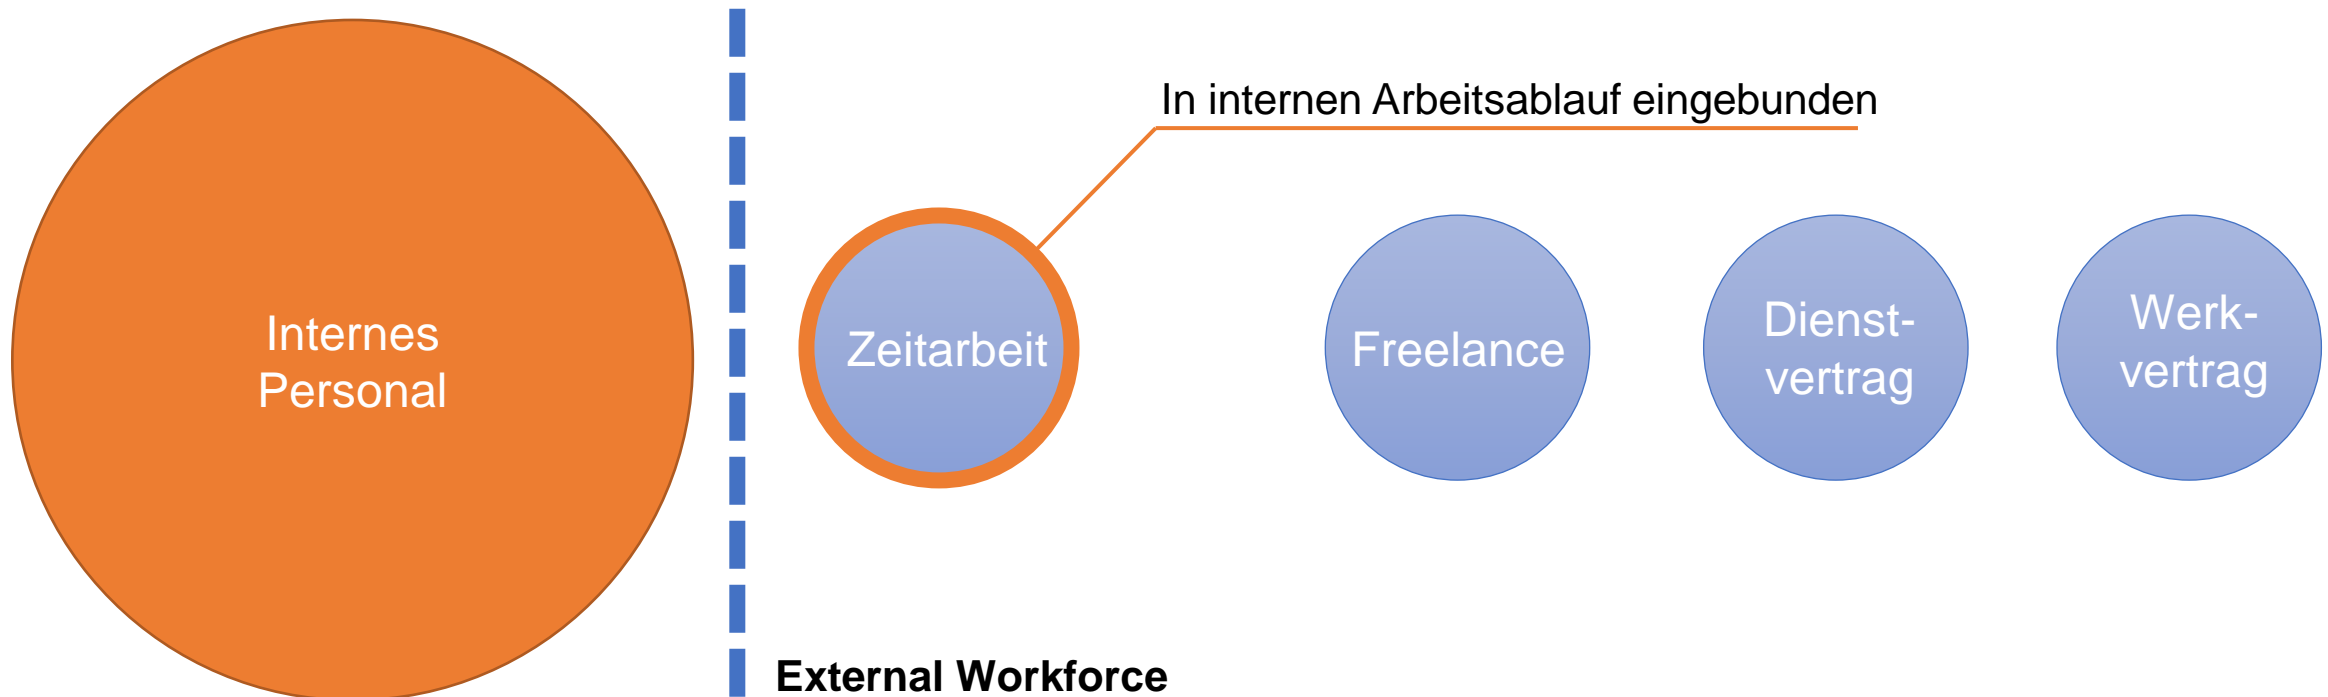 In internen Arbeitsablauf eingebunden
Internes
Personal
Zeitarbeit
Freelance
Dienst-
vertrag
Werk-
vertrag
External Workforce